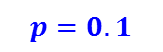 p = 0.1